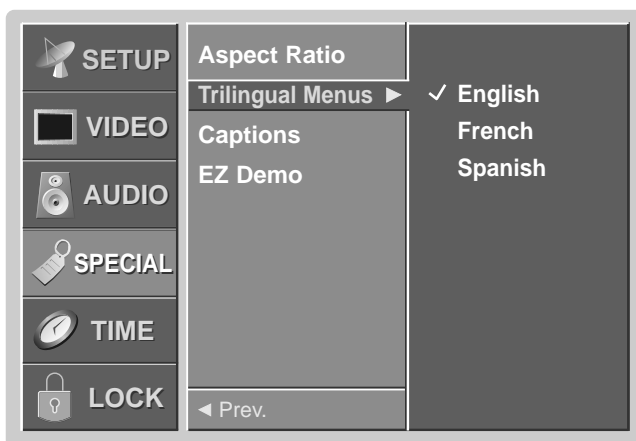 SETUP
VIDEO
AUDIO
SPECIAL
TIME
LOCK
Aspect Ratio
Trilingual Menus ►
Captions
EZ Demo
◄ Prev.
✓ English
French
Spanish